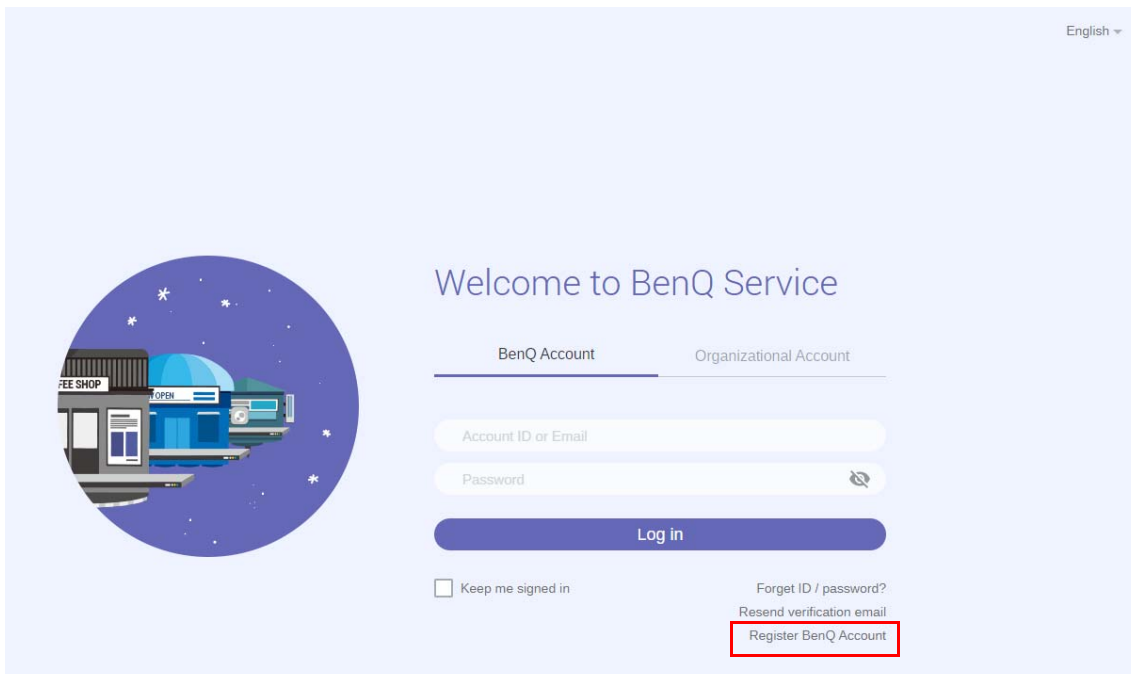 English
Welcome to BenQ Service
BenQ Account
Organizational Account
FEE SHOP
OPEN
Account ID or Email
Password
Log in
Keep me signed in
Forget ID / password?
Resend verification email
Register BenQ Account